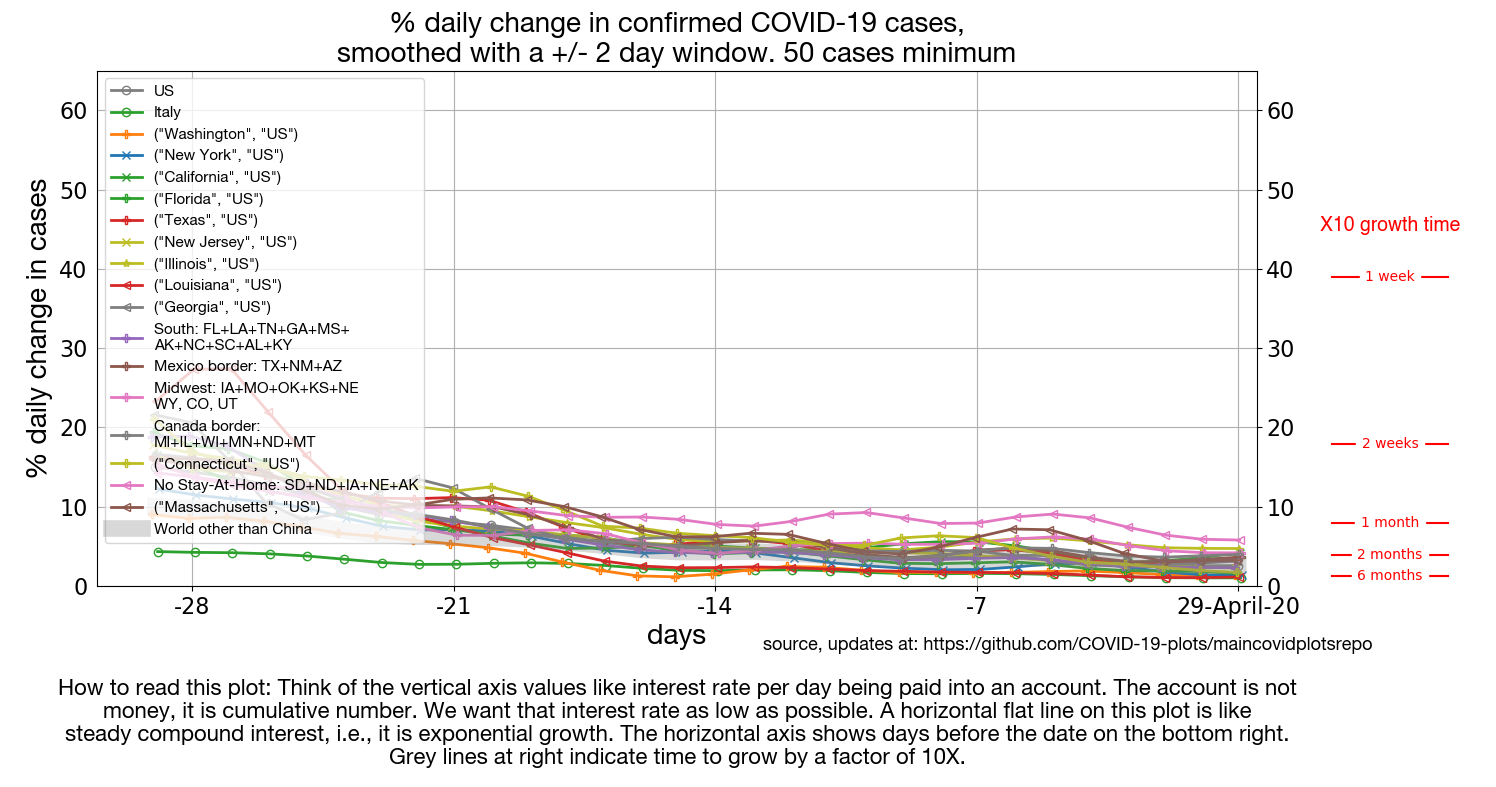 % daily change in confirmed COVID-19 cases,
smoothed with a +/- 2 day window. 50 cases minimum
US
Italy
("Washington", "US")
("New York", "US")
("California", "US")
("Florida", "US")
("Texas", "US")
("New Jersey", "US")
("Illinois", "US")
("Louisiana", "US")
("Georgia", "US")
South: FL+LA+TN+GA+MS+
AK+NC+SC+AL+KY
Mexico border: TX+NM+AZ
Midwest: IA+MO+OK+KS+NE
WY, CO, UT
Canada border:
MI+IL+WI+MN+ND+MT
("Connecticut", "US")
No Stay-At-Home: SD+ND+IA+NE+AK
("Massachusetts", "US")
World other than China
% daily change in cases
60
50
40
30
20
10
0
60
50
40
30
20
10
0
X10 growth time
1 week
2 weeks
1 month
2 months
6 months
-28
-21
-14
-7
29-April-20
days
source, updates at: https://github.com/COVID-19-plots/maincovidplotsrepo
How to read this plot: Think of the vertical axis values like interest rate per day being paid into an account. The account is not
money, it is cumulative number. We want that interest rate as low as possible. A horizontal flat line on this plot is like
steady compound interest, i.e., it is exponential growth. The horizontal axis shows days before the date on the bottom right.
Grey lines at right indicate time to grow by a factor of 10X.